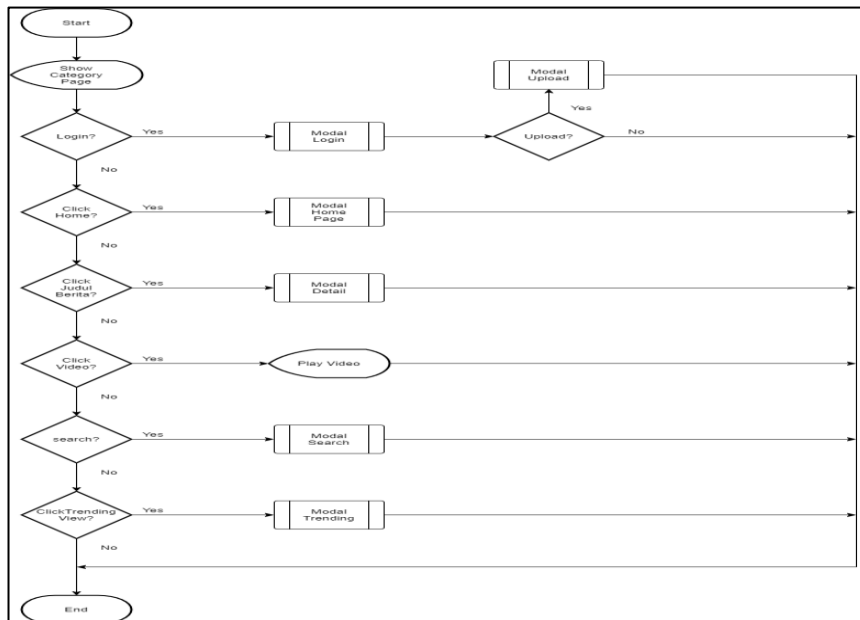 Start
Show
Category
Page
Modal
Upload
Yes
Login?
Yes
Modal
Login
Upload?
No
No
Click
Home?
Yes
Modal
Home
Page
No
Click
Judul
Berita?
Yes
Modal
Detail
No
Click
Video?
Yes
Play Video
No
search?
Yes
Modal
Search
No
ClickTrending
View?
Yes
Modal
Trending
No
End